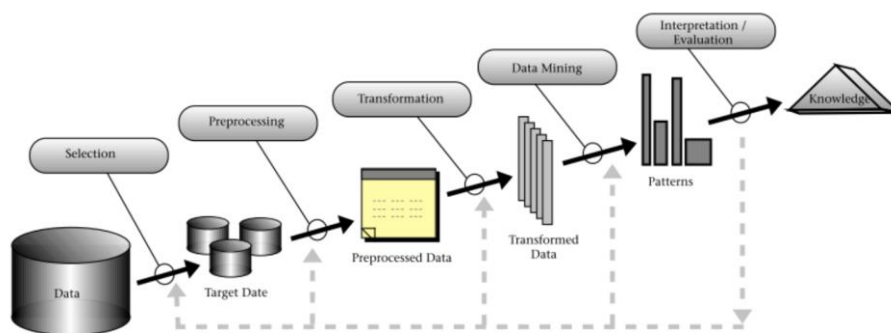 Interpretation /
Evaluation
Data Mining
Transformation
Preprocessing
Selection
Data
Target Date
Preprocessed Data
Transformed
Data
Patterns
Knowledge